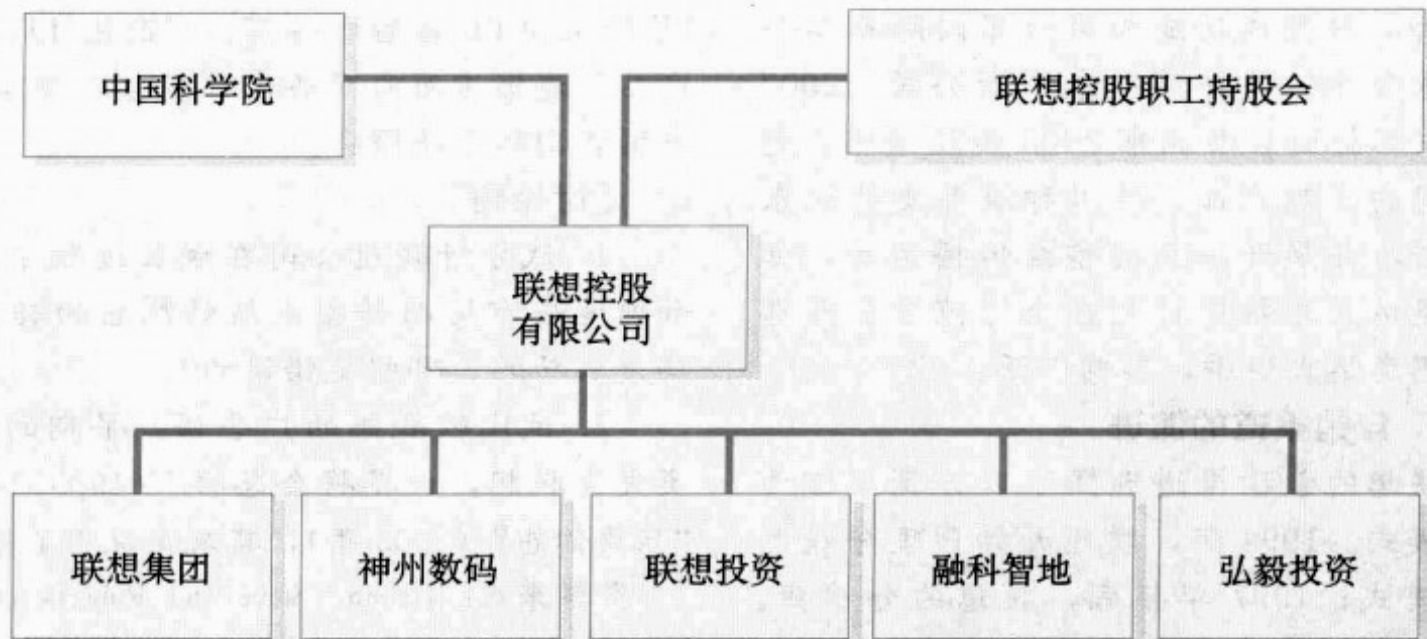 中国科学院
联想控股职工持股会
联想控股
有限公司
联想集团
神州数码
联想投资
融科智地
弘毅投资